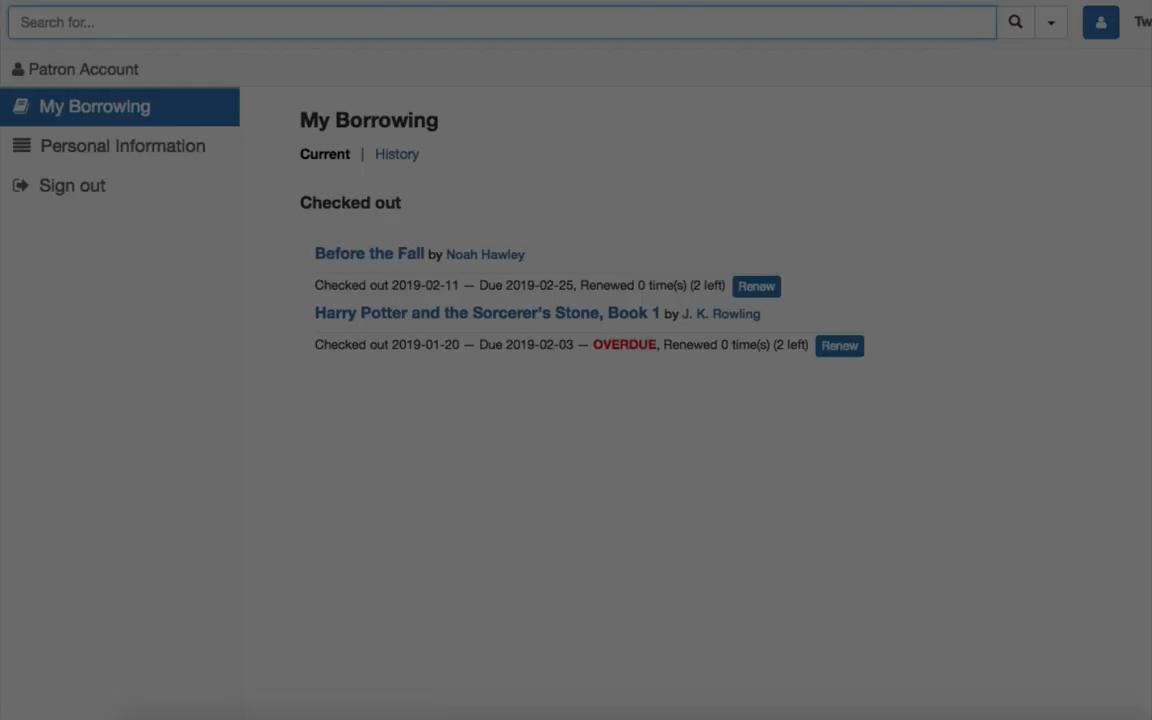 Search for...
Tw
Patron Account
My Borrowing
Personal Information
Sign out
My Borrowing
Current | History
Checked out
Before the Fall by Noah Hawley
Checked out 2019-02-11 — Due 2019-02-25, Renewed 0 time(s) (2 left) Renew
Harry Potter and the Sorcerer's Stone, Book 1 by J. K. Rowling
Checked out 2019-01-20 — Due 2019-02-03 — OVERDUE, Renewed 0 time(s) (2 left) Renew